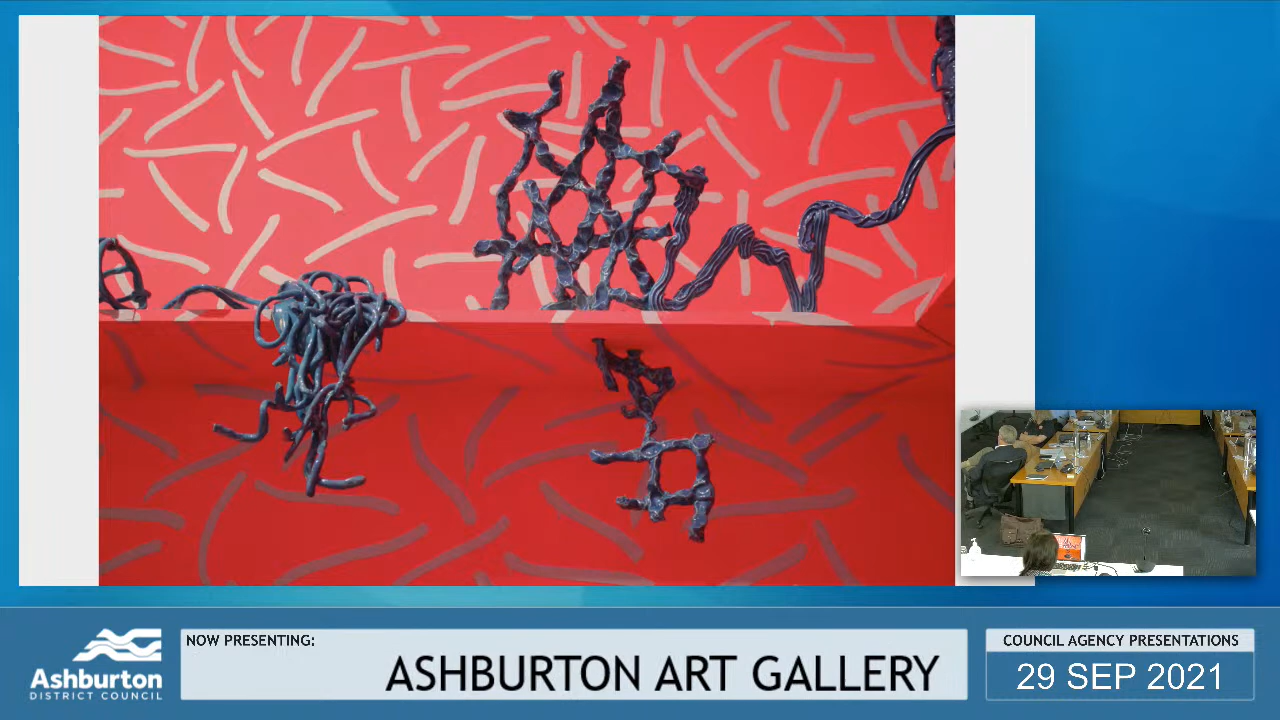 Ashburton
DISTRICT COUNCIL
NOW PRESENTING:
ASHBURTON ART GALLERY
COUNCIL AGENCY PRESENTATIONS
29 SEP 2021